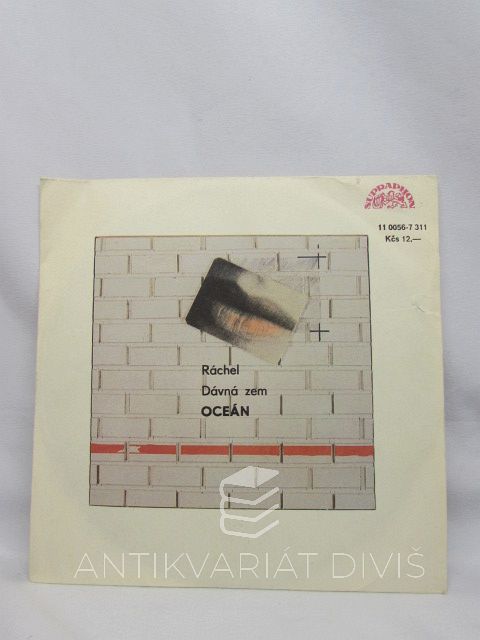 SUPRAPHON
11 0056-7 311
Kčs 12,—
Ráchel
Dávná zem
OCEÁN
ANTIKVARIÁT DIVIŠ